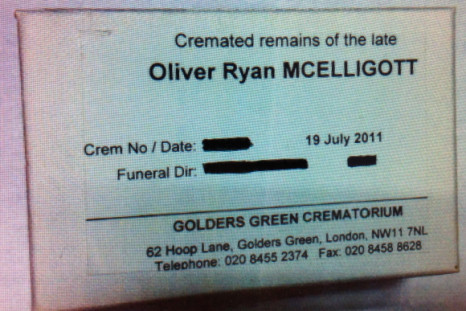 Cremated remains of the late
Oliver Ryan MCELLIGOTT
Crem No / Date: 19 July 2011
Funeral Dir:
GOLDERS GREEN CREMATORIUM
62 Hoop Lane, Golders Green, London, NW11 7NL
Telephone: 020 8455 2374 Fax: 020 8458 8628